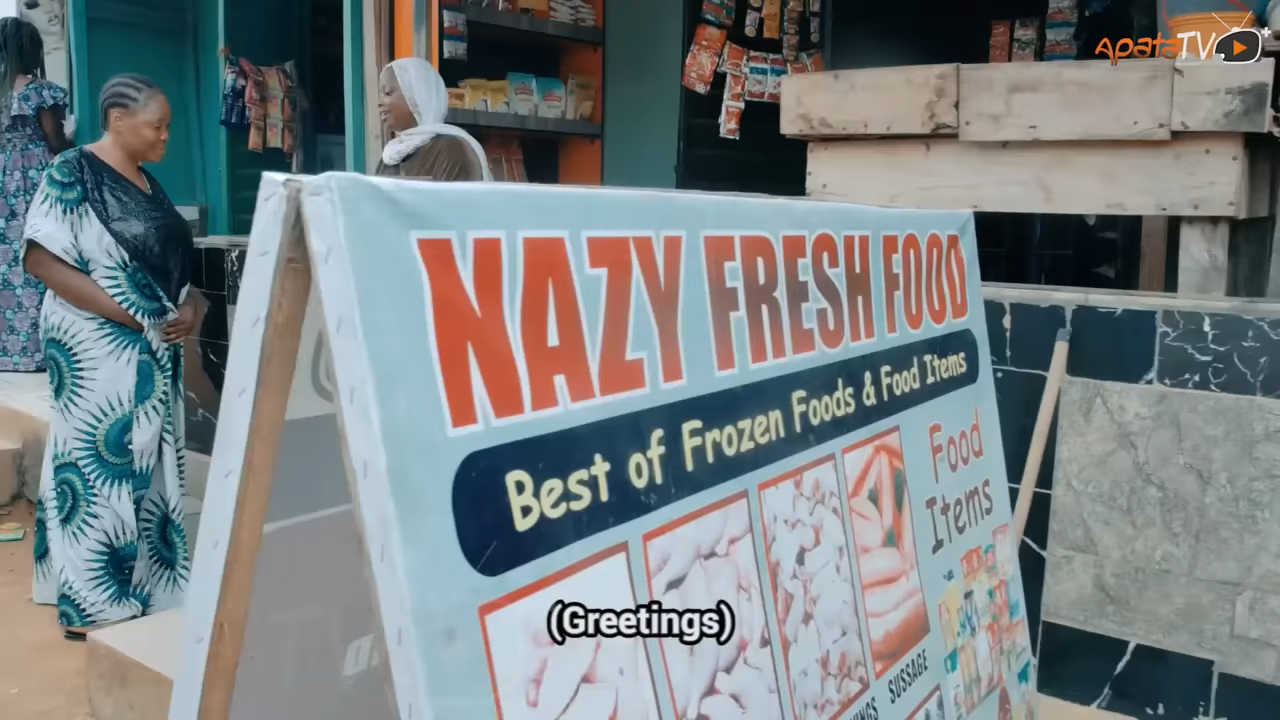 apataTV+
NAZY FRESH FOOD
Best of Frozen Foods & Food Items
Food
Items
SUSSAGE
(Greetings)